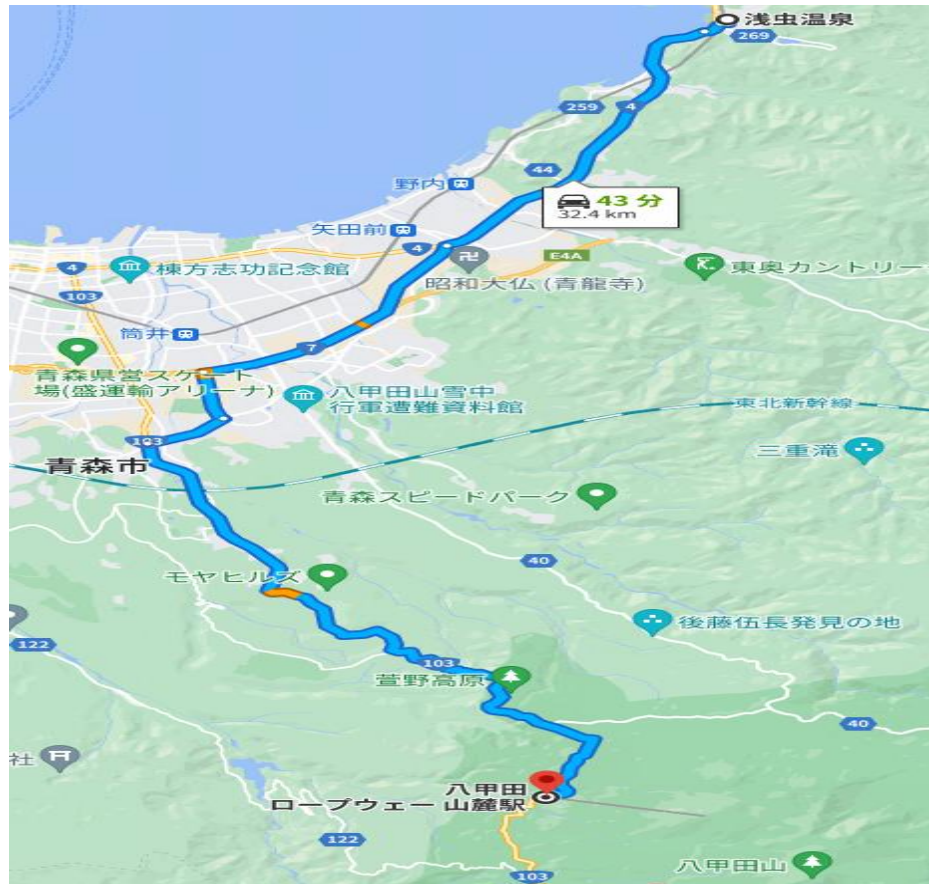 浅虫温泉
269
259
4
44
野内
43 分
32.4 km
矢田前
4
4
棟方志功記念館
E4A
昭和大仏 (青龍寺)
東奥カントリー
103
筒井
7
青森県営スケート
場(盛運輸アリーナ)
八甲田山雪中
行軍遭難資料館
東北新幹線
103
三重滝
青森市
青森スピードパーク
40
モヤヒルズ
後藤伍長発見の地
122
103
萱野高原
40
社
八甲田
ロープウェー 山麓駅
122
103
八甲田山